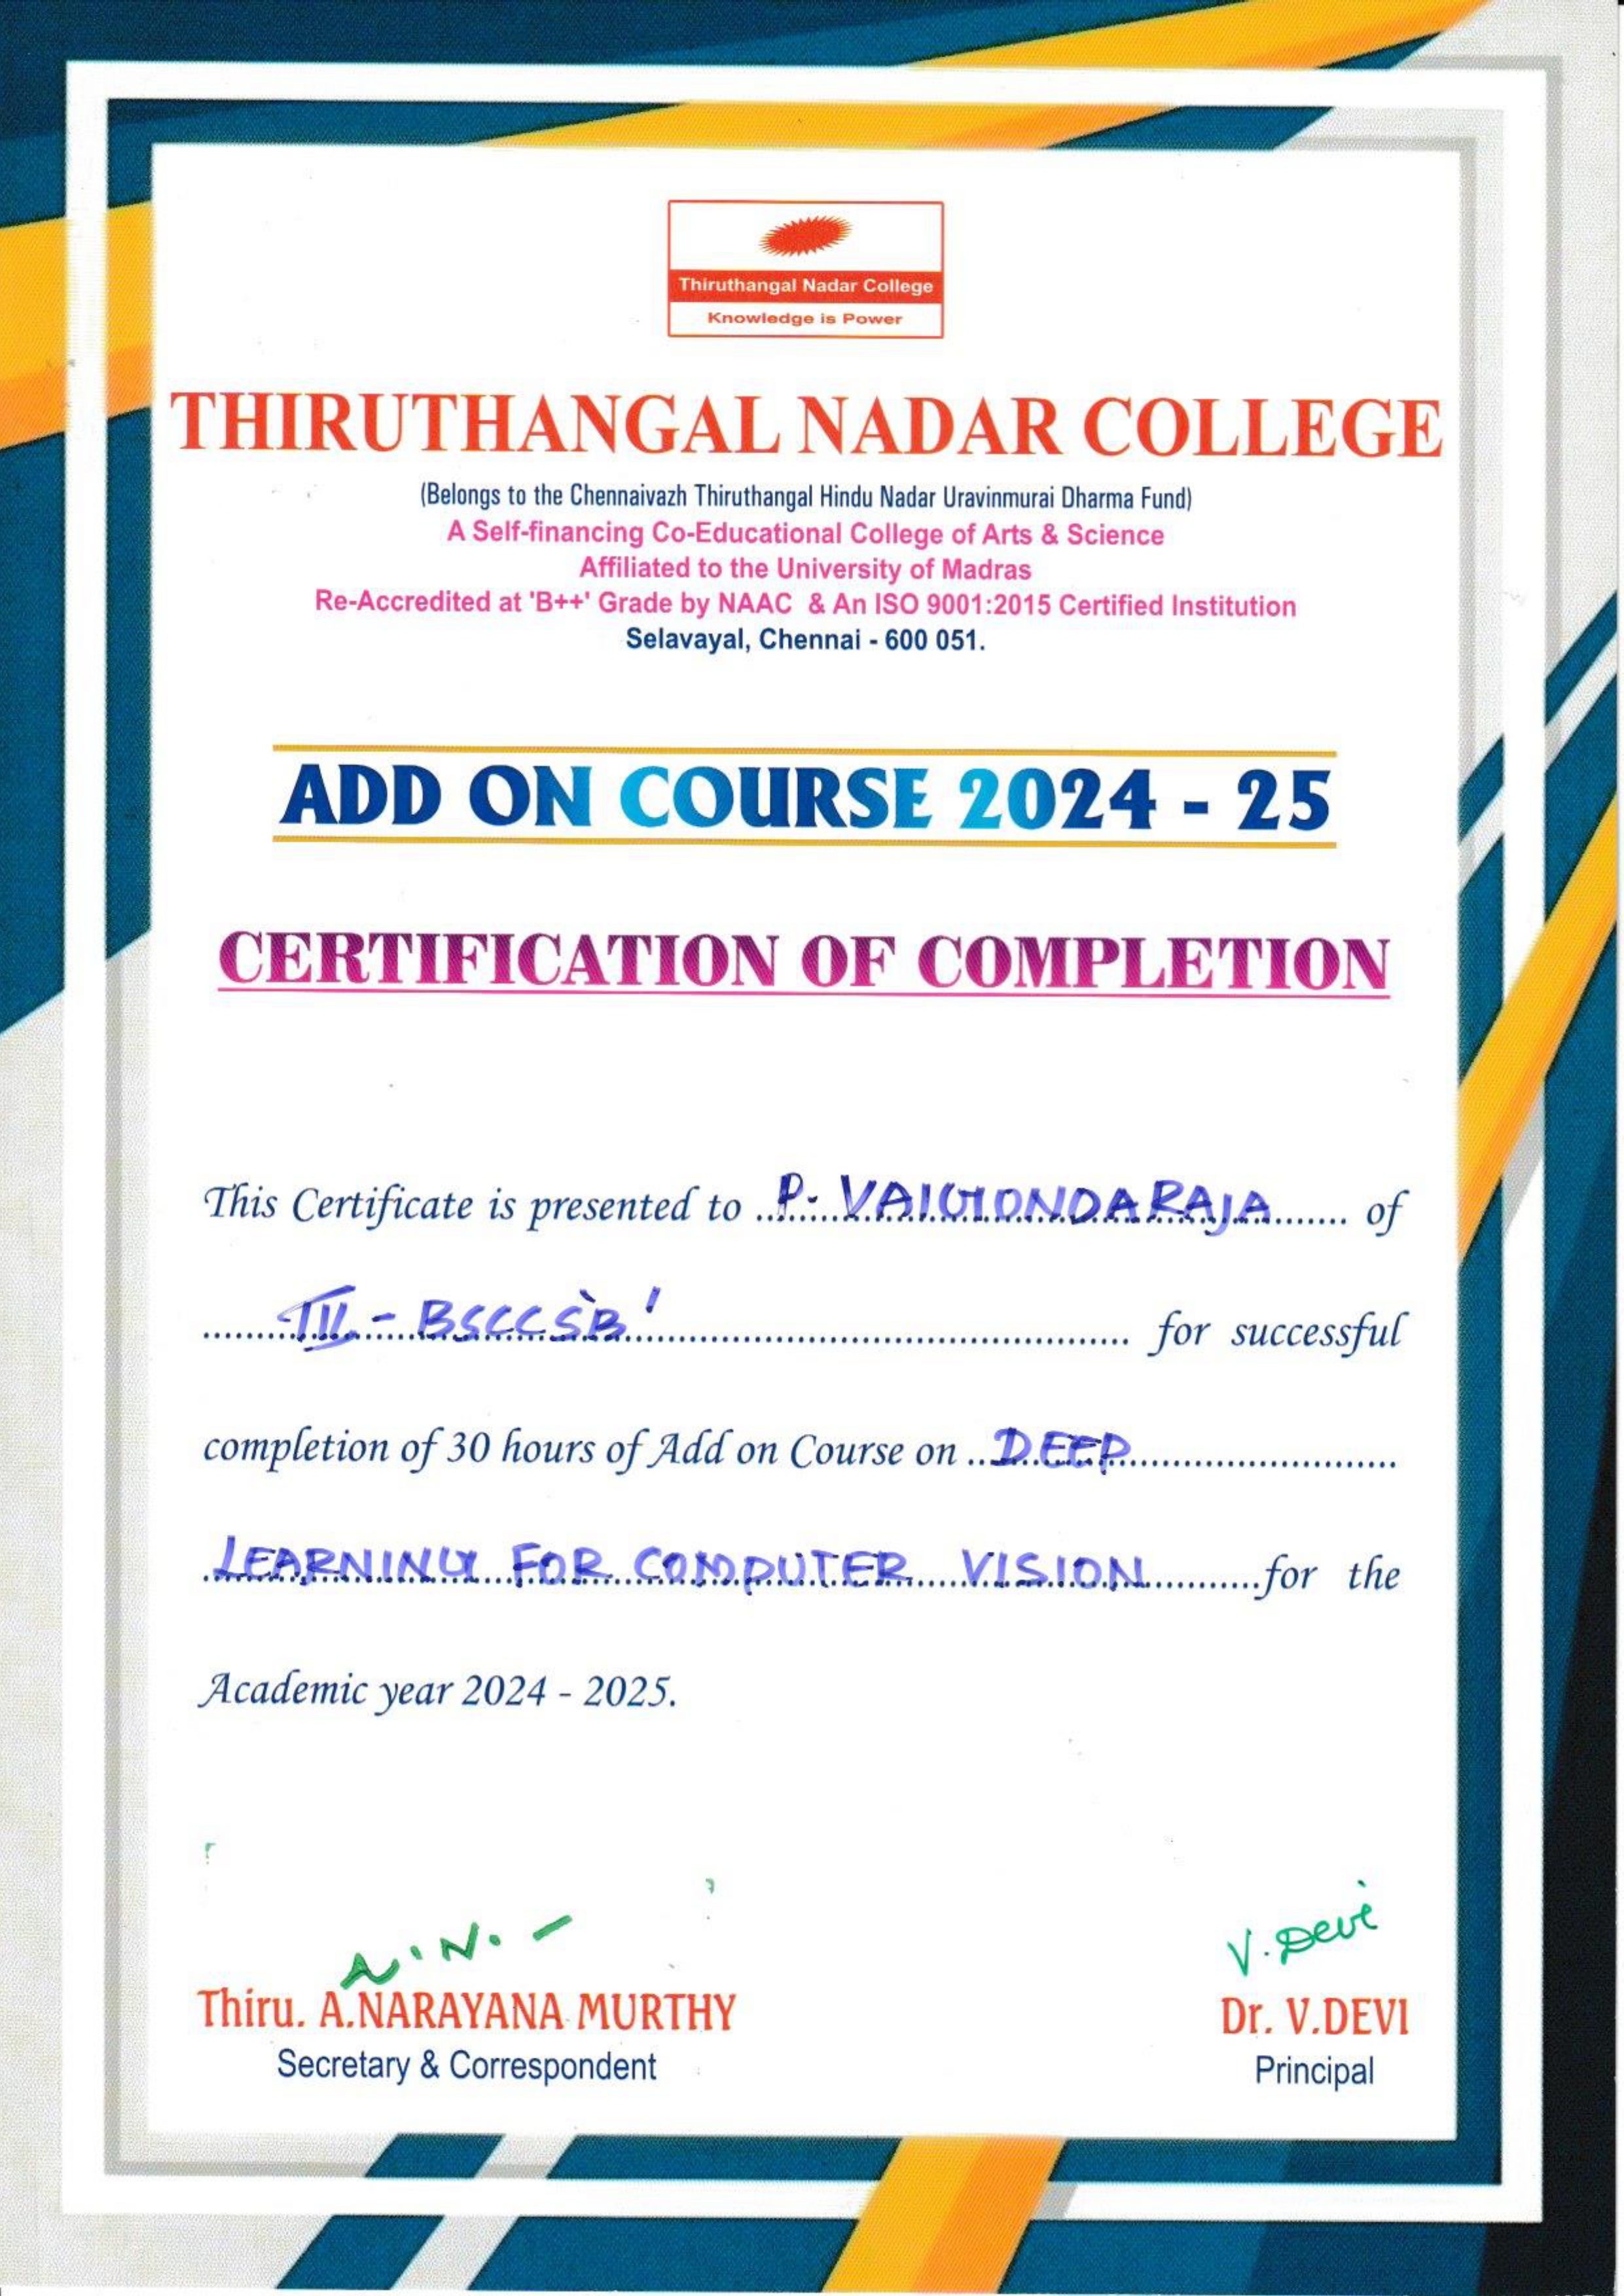 Thiruthangal Nadar College
Knowledge is Power
THIRUTHANGAL NADAR COLLEGE
(Belongs to the Chennaivazh Thiruthangal Hindu Nadar Uravinmurai Dharma Fund)
A Self-financing Co-Educational College of Arts & Science
Affiliated to the University of Madras
Re-Accredited at 'B++' Grade by NAAC & An ISO 9001:2015 Certified Institution
Selavayal, Chennai - 600 051.
ADD ON COURSE 2024 - 25
CERTIFICATION OF COMPLETION
This Certificate is presented to P. VAIGONDARAJA of
III - BSCCS 'B' for successful
completion of 30 hours of Add on Course on DEEP
LEARNING FOR COMPUTER VISION for the
Academic year 2024 - 2025.
A.N. - V. Devi
Thiru. A.NARAYANA MURTHY Dr. V.DEVI
Secretary & Correspondent Principal